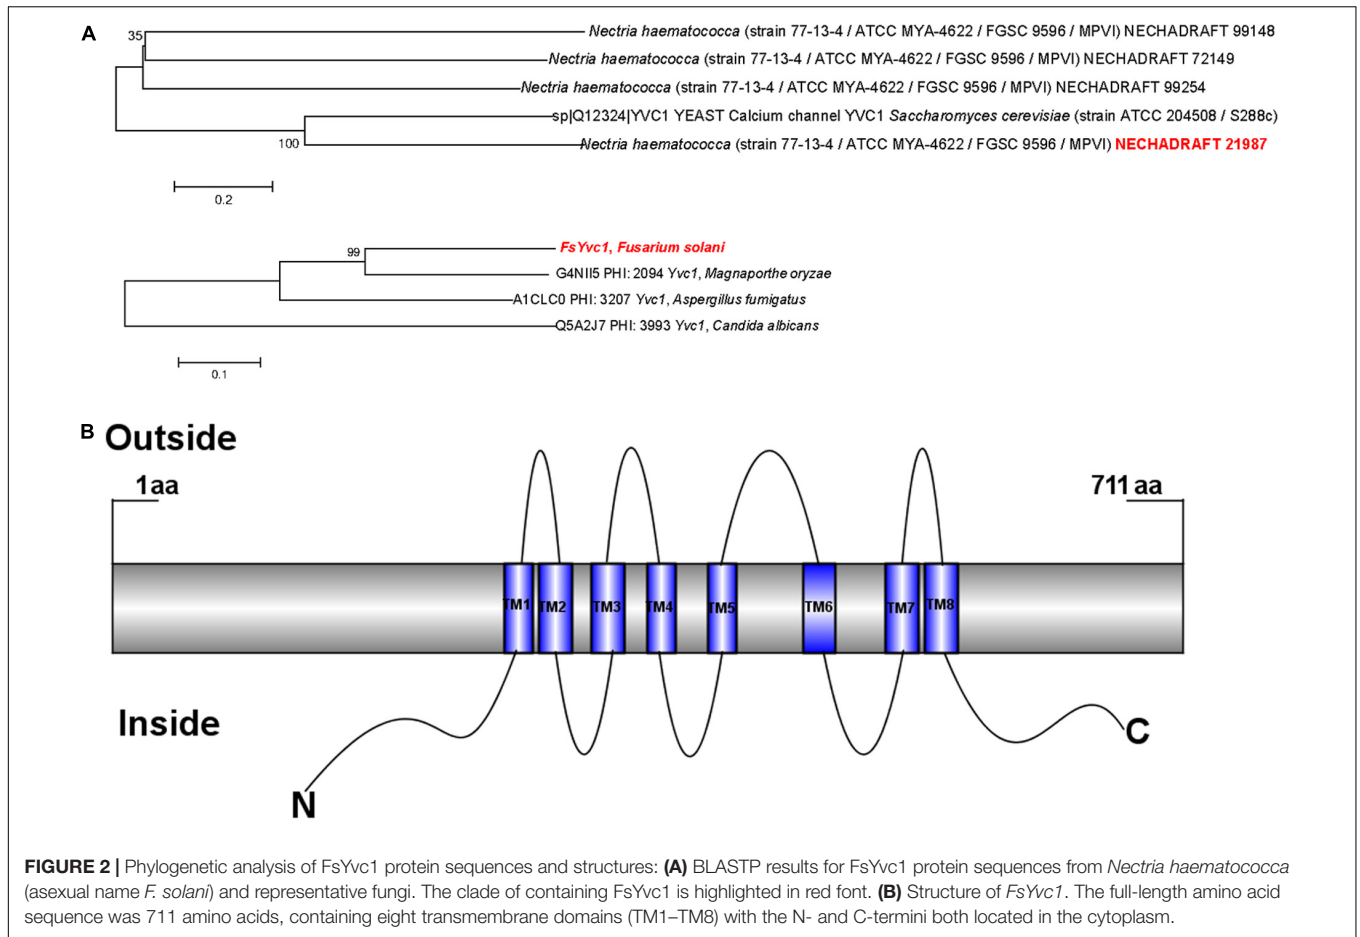 A
35
Nectria haematococca (strain 77-13-4 / ATCC MYA-4622 / FGSC 9596 / MPVI) NECHADRAFT 99148
Nectria haematococca (strain 77-13-4 / ATCC MYA-4622 / FGSC 9596 / MPVI) NECHADRAFT 72149
Nectria haematococca (strain 77-13-4 / ATCC MYA-4622 / FGSC 9596 / MPVI) NECHADRAFT 99254
sp|Q12324|YVC1 YEAST Calcium channel YVC1 Saccharomyces cerevisiae (strain ATCC 204508 / S288c)
100
Nectria haematococca (strain 77-13-4 / ATCC MYA-4622 / FGSC 9596 / MPVI) NECHADRAFT 21987
0.2
99
FsYvc1, Fusarium solani
G4NII5 PHI: 2094 Yvc1, Magnaporthe oryzae
A1CLC0 PHI: 3207 Yvc1, Aspergillus fumigatus
Q5A2J7 PHI: 3993 Yvc1, Candida albicans
0.1
B
Outside
1aa
711 aa
TM1 TM2 TM3 TM4 TM5 TM6 TM7 TM8
Inside
N
C
FIGURE 2 | Phylogenetic analysis of FsYvc1 protein sequences and structures: (A) BLASTP results for FsYvc1 protein sequences from Nectria haematococca
(asexual name F. solani) and representative fungi. The clade of containing FsYvc1 is highlighted in red font. (B) Structure of FsYvc1. The full-length amino acid
sequence was 711 amino acids, containing eight transmembrane domains (TM1–TM8) with the N- and C-termini both located in the cytoplasm.